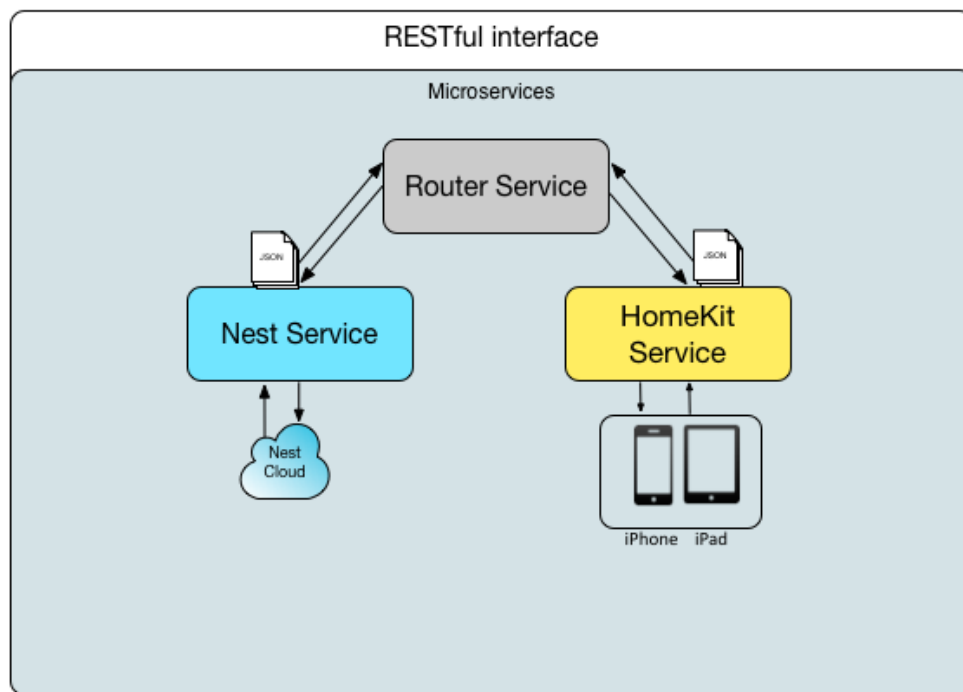 RESTful interface
Microservices
Router Service
JSON
JSON
Nest Service
HomeKit
Service
Nest
Cloud
iPhone iPad